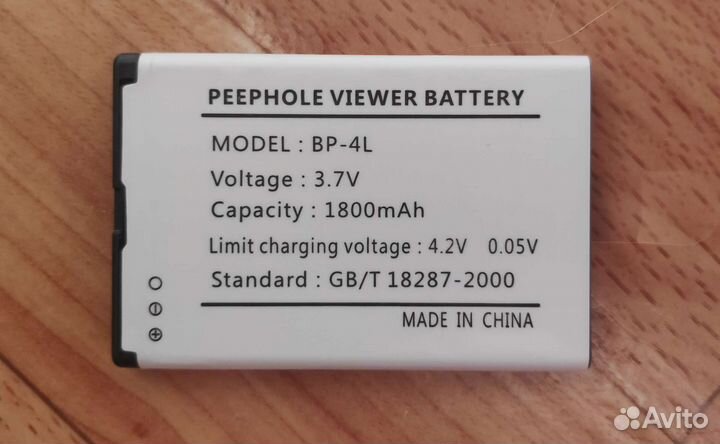 PEEPHOLE VIEWER BATTERY
MODEL : BP-4L
Voltage : 3.7V
Capacity : 1800mAh
Limit charging voltage : 4.2V 0.05V
Standard : GB/T 18287-2000
MADE IN CHINA
Avito